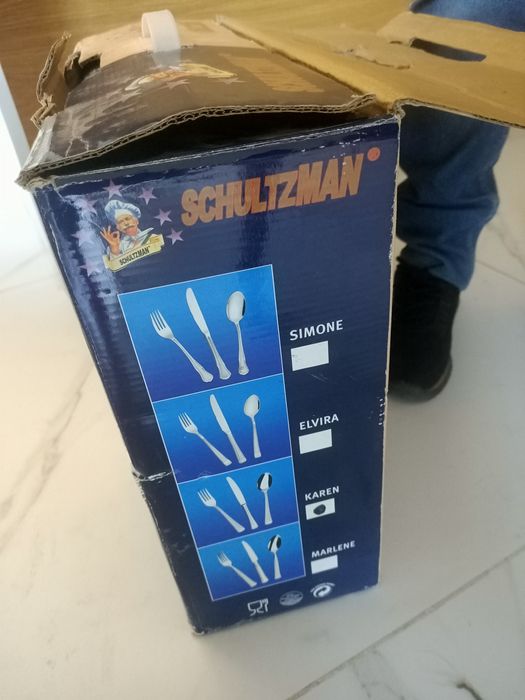 SCHULTZMAN®
SCHULTZMAN
SIMONE
ELVIRA
KAREN
MARLENE